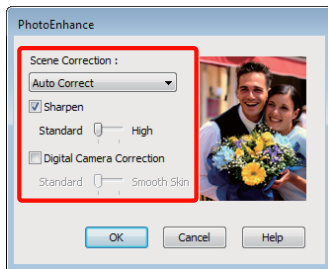 PhotoEnhance
Scene Correction :
Auto Correct
Sharpen
Standard High
Digital Camera Correction
Standard Smooth Skin
OK Cancel Help